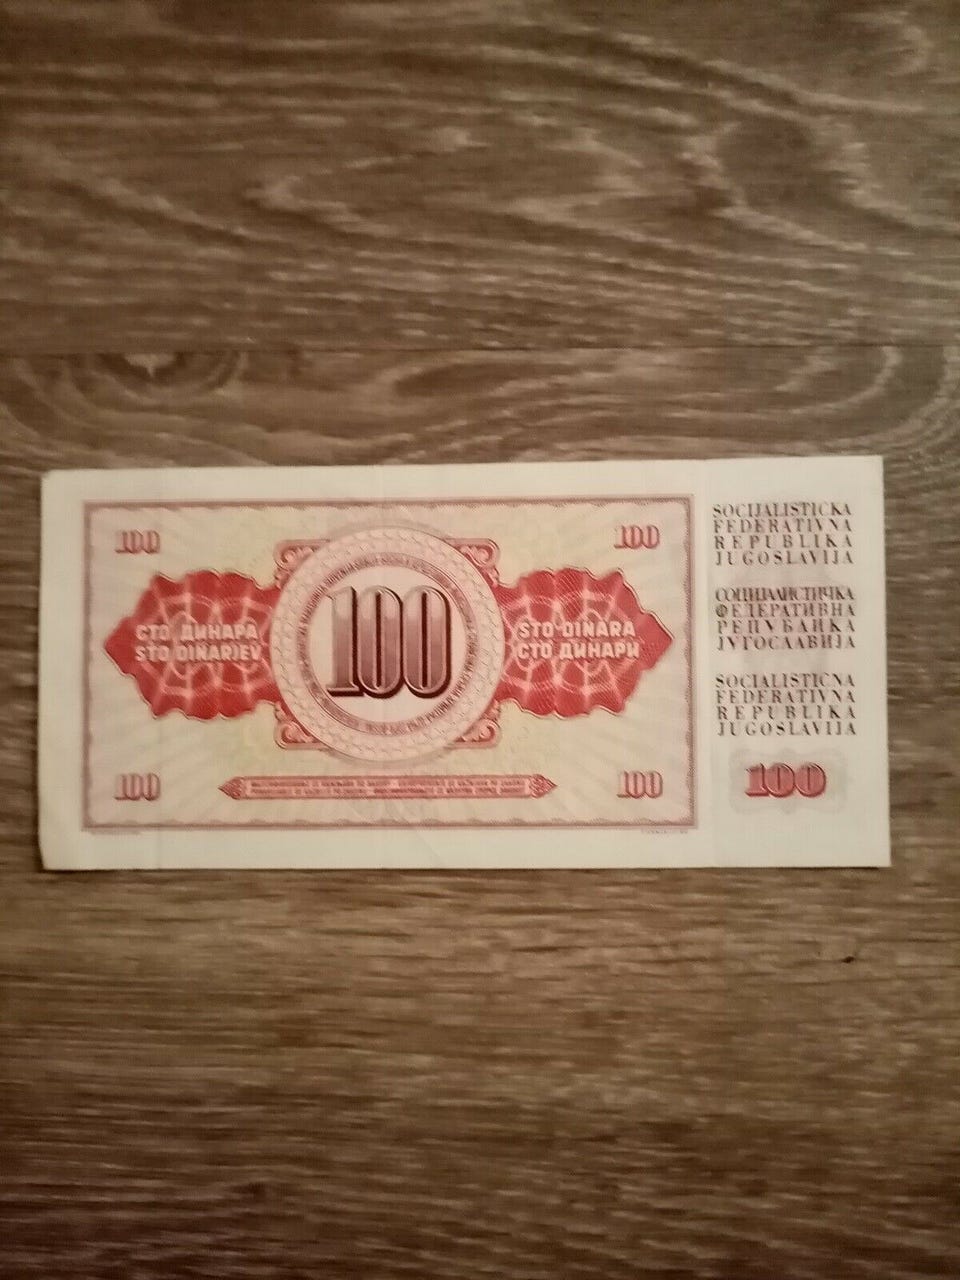 100
100
СТО ДИНАРА
STO DINARJEV
100
STO DINARA
СТО ДИНАРИ
100
100
SOCIJALISTIČKA
FEDERATIVNA
REPUBLIKA
JUGOSLAVIJA
СОЦИЈАЛИСТИЧКА
ФЕДЕРАТИВНА
РЕПУБЛИКА
ЈУГОСЛАВИЈА
SOCIALISTIČNA
FEDERATIVNA
REPUBLIKA
JUGOSLAVIJA
100